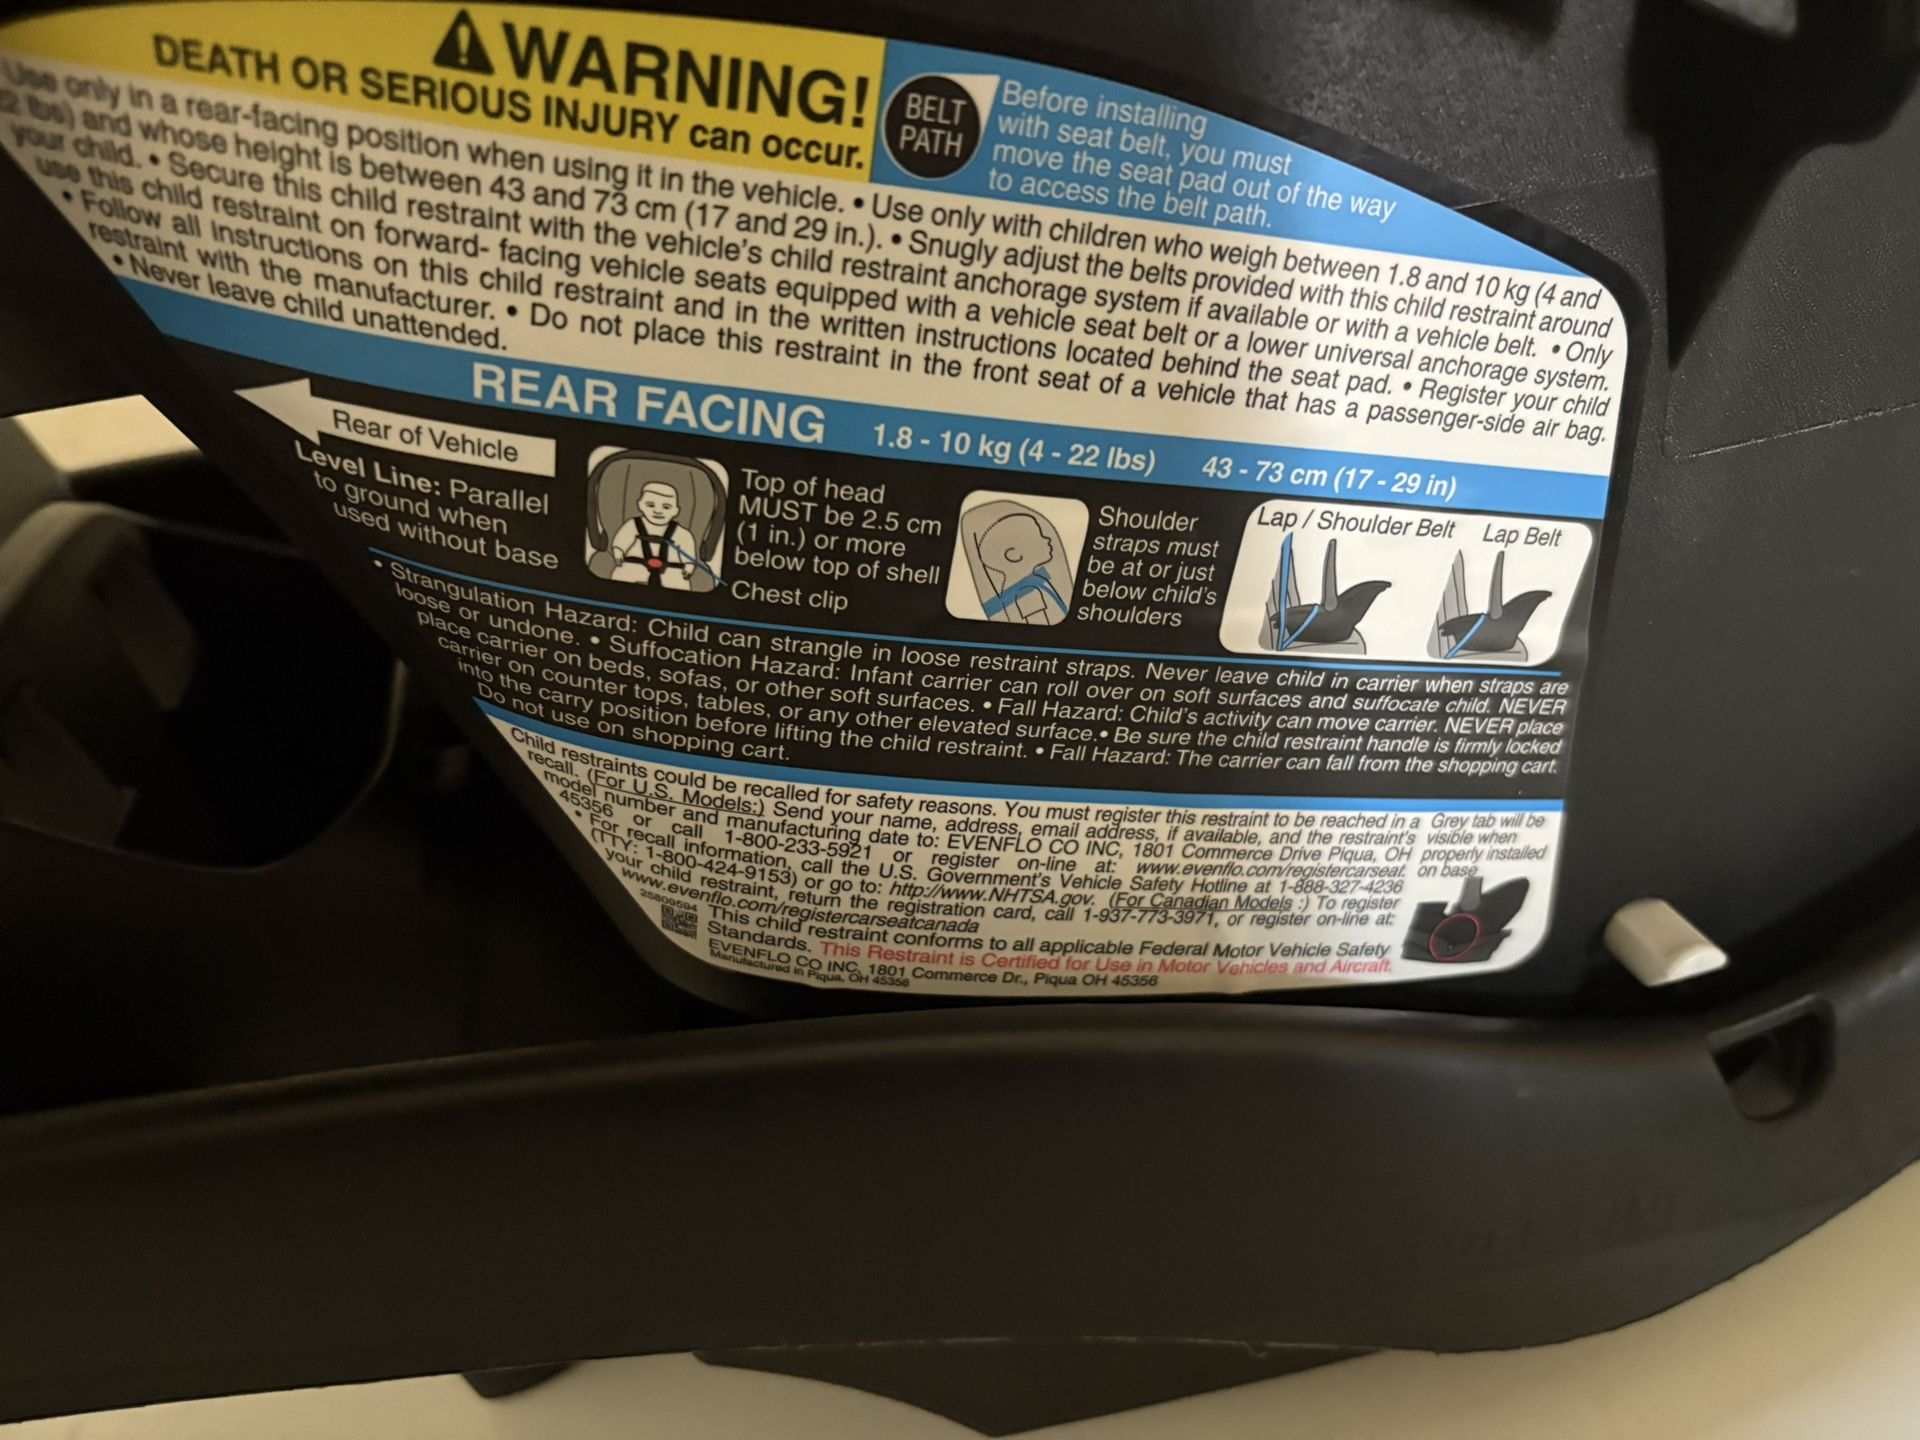 WARNING!
DEATH OR SERIOUS INJURY can occur.
BELT
PATH
Before installing
with seat belt, you must
move the seat pad out of the way
to access the belt path.
Use only in a rear-facing position when using it in the vehicle. • Use only with children who weigh between 1.8 and 10 kg (4 and
22 lbs) and whose height is between 43 and 73 cm (17 and 29 in.). • Snugly adjust the belts provided with this child restraint around
your child. • Secure this child restraint with the vehicle's child restraint anchorage system if available or with a vehicle belt. • Only
use this child restraint on forward- facing vehicle seats equipped with a vehicle seat belt or a lower universal anchorage system.
• Follow all instructions on this child restraint and in the written instructions located behind the seat pad. • Register your child
restraint with the manufacturer. • Do not place this restraint in the front seat of a vehicle that has a passenger-side air bag.
• Never leave child unattended.
REAR FACING 1.8 - 10 kg (4 - 22 lbs) 43 - 73 cm (17 - 29 in)
Rear of Vehicle
Level Line: Parallel
to ground when
used without base
Top of head
MUST be 2.5 cm
(1 in.) or more
below top of shell
Chest clip
Shoulder
straps must
be at or just
below child's
shoulders
Lap / Shoulder Belt
Lap Belt
• Strangulation Hazard: Child can strangle in loose restraint straps. Never leave child in carrier when straps are
loose or undone. • Suffocation Hazard: Infant carrier can roll over on soft surfaces and suffocate child. NEVER
place carrier on beds, sofas, or other soft surfaces. • Fall Hazard: Child's activity can move carrier. NEVER place
carrier on counter tops, tables, or any other elevated surface.• Be sure the child restraint handle is firmly locked
into the carry position before lifting the child restraint. • Fall Hazard: The carrier can fall from the shopping cart.
Do not use on shopping cart.
Child restraints could be recalled for safety reasons. You must register this restraint to be reached in a
recall. (For U.S. Models:) Send your name, address, email address, if available, and the restraint's
model number and manufacturing date to: EVENFLO CO INC, 1801 Commerce Drive Piqua, OH
45356 or call 1-800-233-5921 or register on-line at: www.evenflo.com/registercarseat.
• For recall information, call the U.S. Government's Vehicle Safety Hotline at 1-888-327-4236
(TTY: 1-800-424-9153) or go to: http://www.NHTSA.gov. (For Canadian Models :) To register
your child restraint, return the registration card, call 1-937-773-3971, or register on-line at:
www.evenflo.com/registercarseatcanada
Grey tab will be
visible when
properly installed
on base
25809594
This child restraint conforms to all applicable Federal Motor Vehicle Safety
Standards. This Restraint is Certified for Use in Motor Vehicles and Aircraft.
EVENFLO CO INC, 1801 Commerce Dr., Piqua OH 45356
Manufactured in Piqua, OH 45356